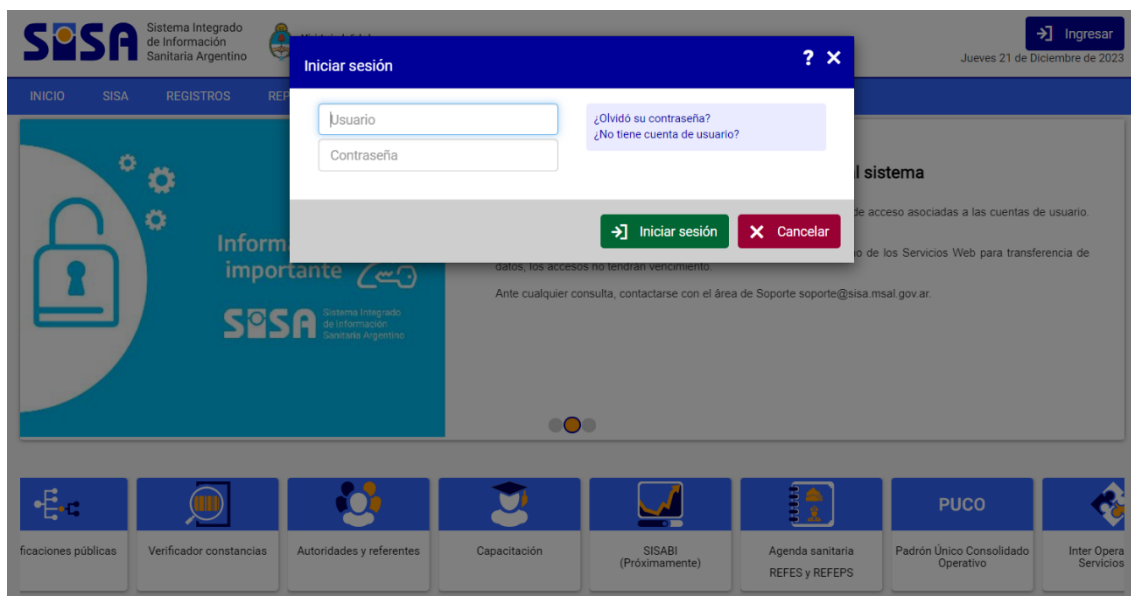 SISA
Sistema Integrado
de Información
Sanitaria Argentino
Ingresar
Jueves 21 de Diciembre de 2023
INICIO SISA REGISTROS REP
Iniciar sesión ? ×
Usuario
Contraseña
¿Olvidó su contraseña?
¿No tiene cuenta de usuario?
Iniciar sesión
Cancelar
Inform
importante
SISA
Sistema Integrado
de Información
Sanitaria Argentino
l sistema
de acceso asociadas a las cuentas de usuario.
o de los Servicios Web para transferencia de
datos, los accesos no tendrán vencimiento.
Ante cualquier consulta, contactarse con el área de Soporte soporte@sisa.msal.gov.ar.
ficaciones públicas
Verificador constancias
Autoridades y referentes
Capacitación
SISABI
(Próximamente)
Agenda sanitaria
REFES y REFEPS
PUCO
Padrón Único Consolidado
Operativo
Inter Opera
Servicios